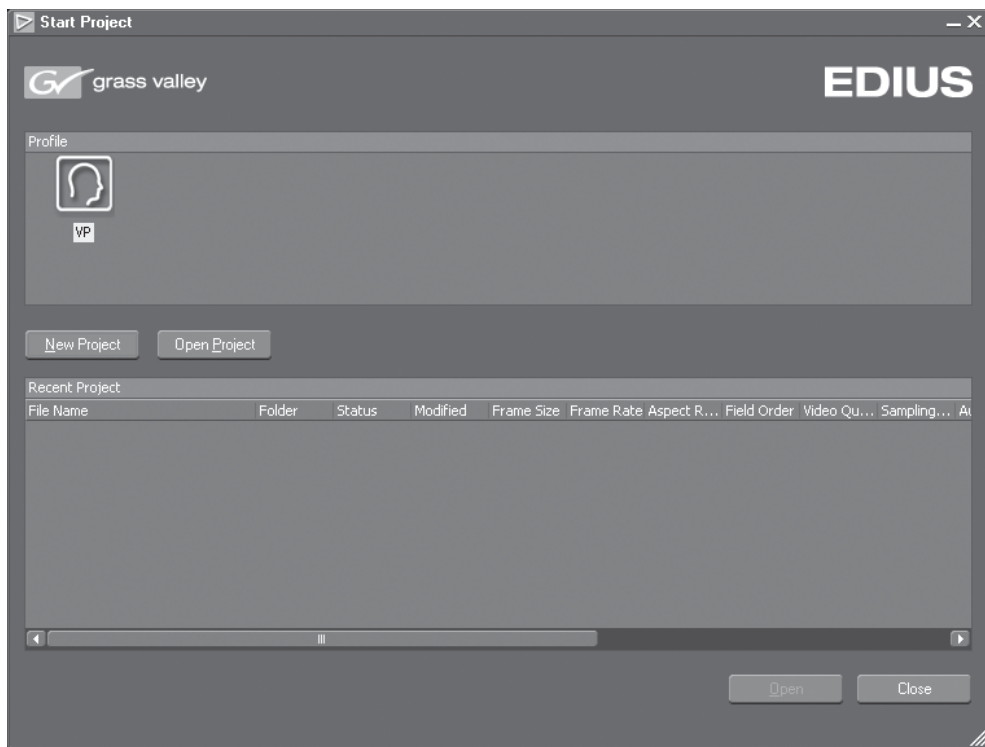 Start Project
grass valley
EDIUS
Profile
VP
New Project Open Project
Recent Project
File Name Folder Status Modified Frame Size Frame Rate Aspect R... Field Order Video Qu... Sampling... Au
Open Close